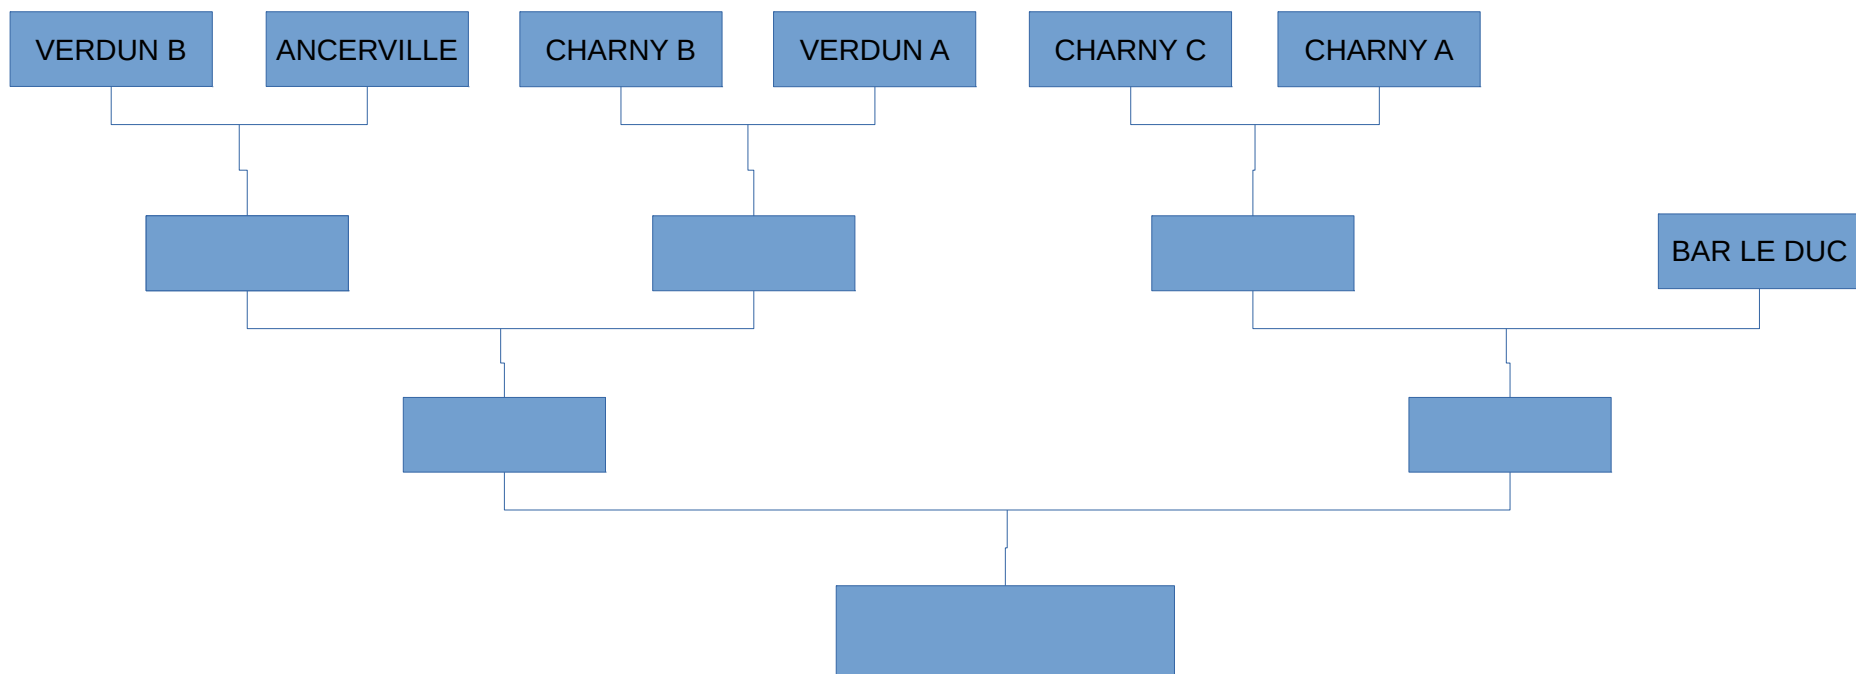 VERDUN B
ANCERVILLE
CHARNY B
VERDUN A
CHARNY C
CHARNY A
BAR LE DUC